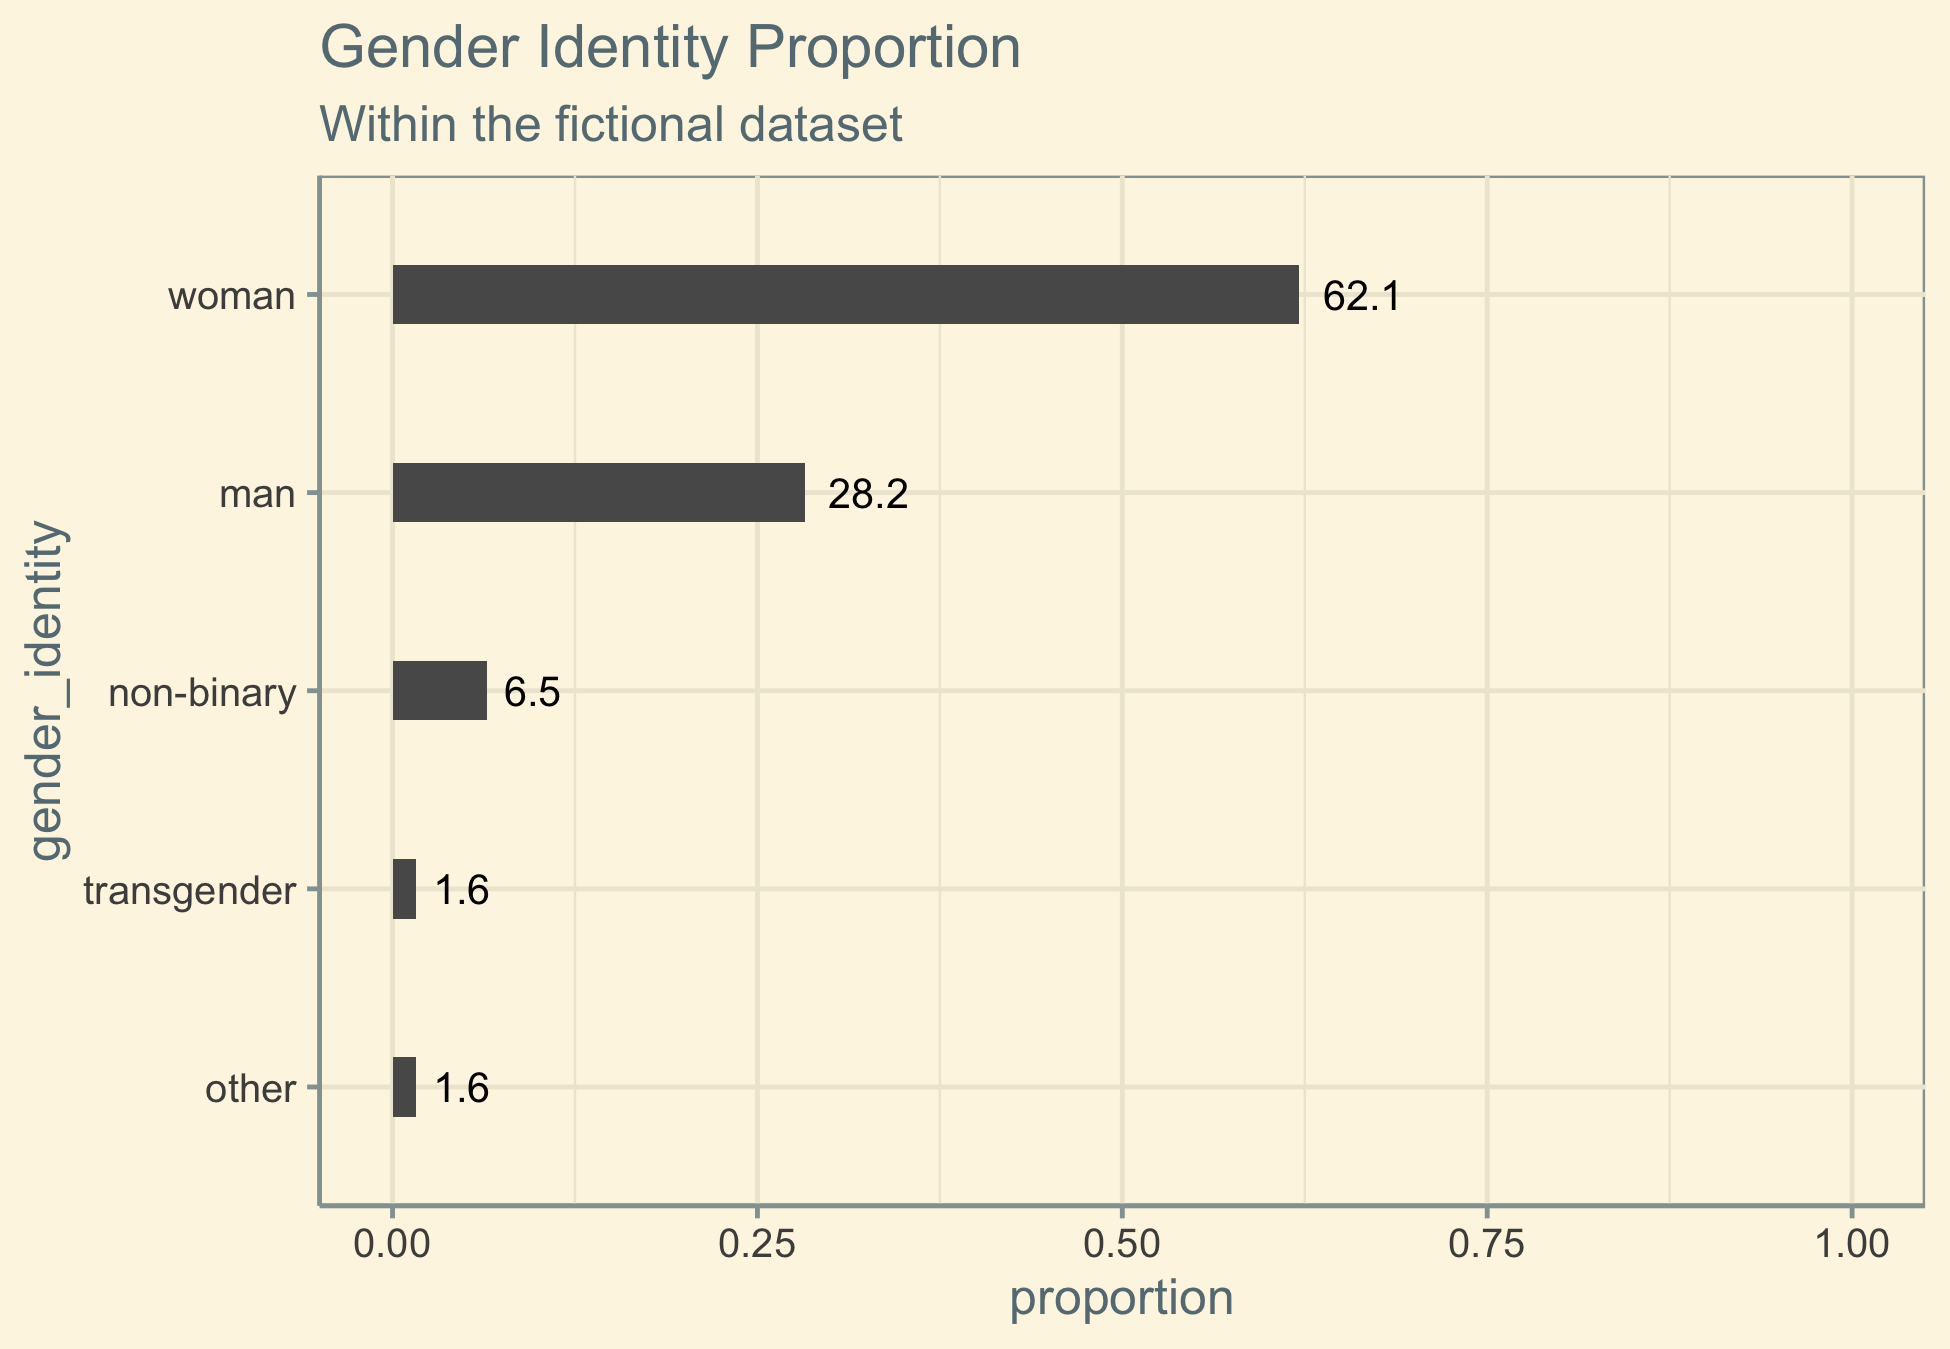 Gender Identity Proportion
Within the fictional dataset
gender_identity
woman
62.1
man
28.2
non-binary
6.5
transgender
1.6
other
1.6
0.00 0.25 0.50 0.75 1.00
proportion